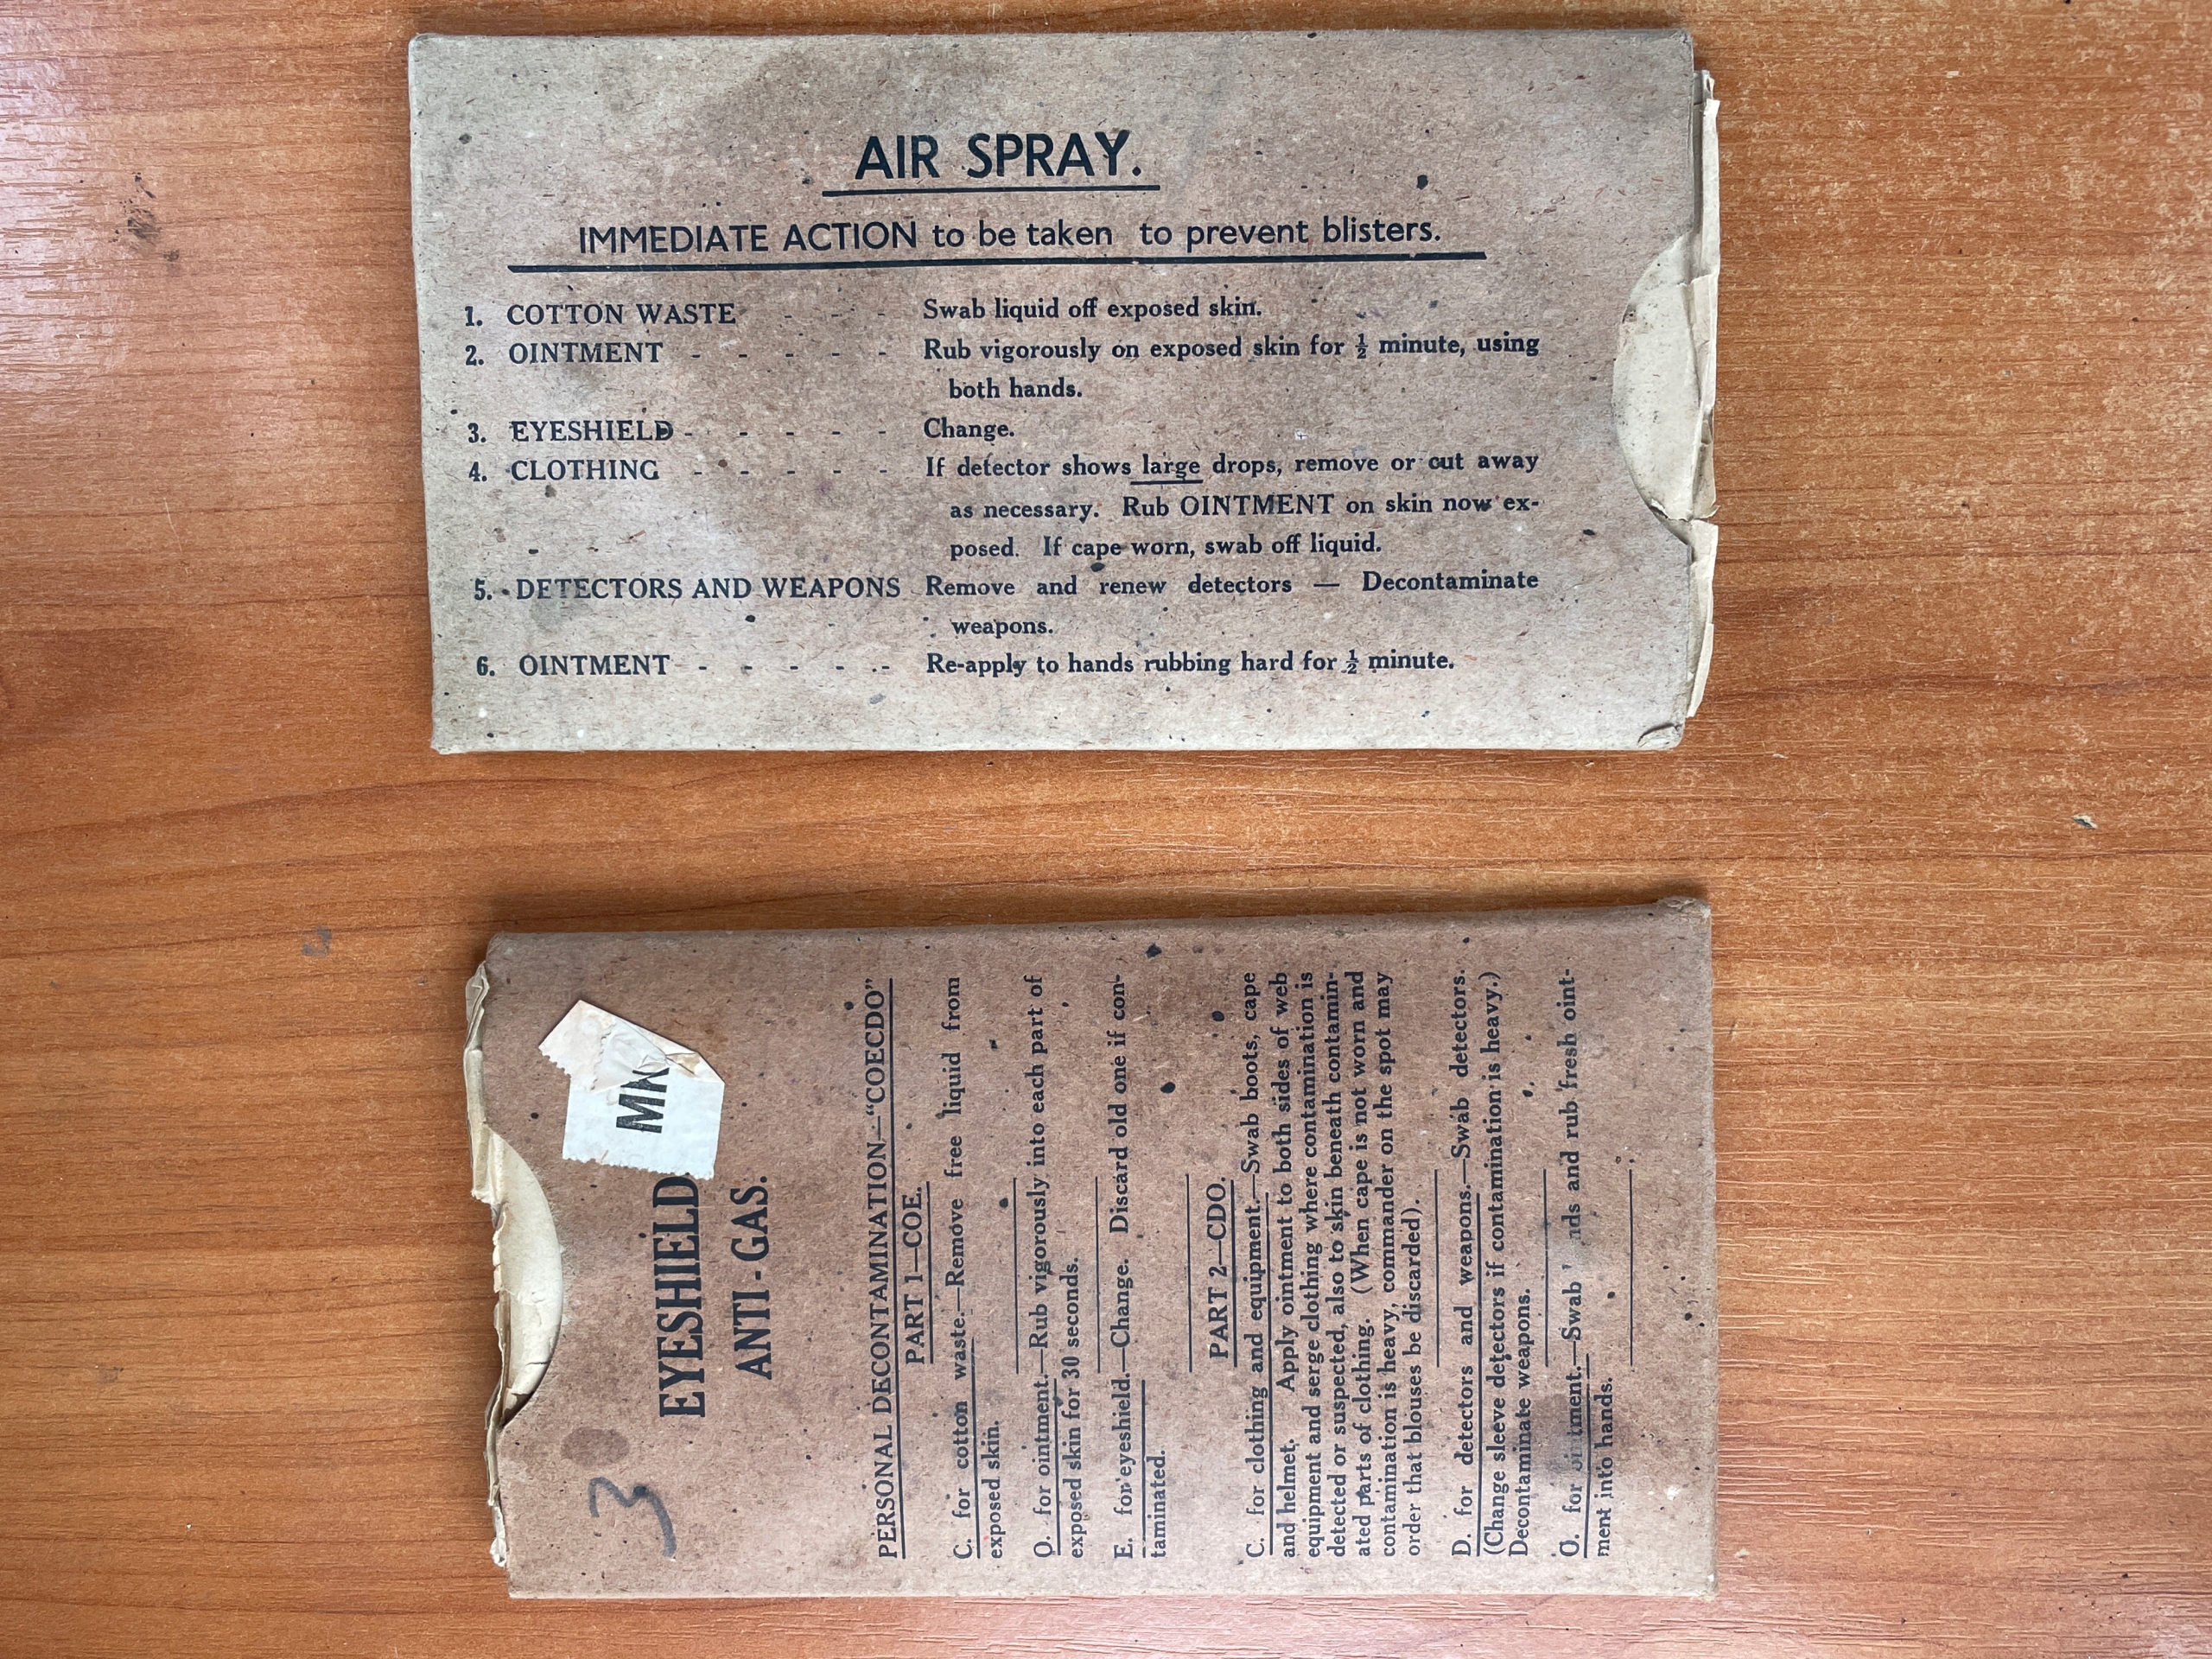 AIR SPRAY.
IMMEDIATE ACTION to be taken to prevent blisters.
1. COTTON WASTE - - - Swab liquid off exposed skin.
2. OINTMENT - - - - - Rub vigorously on exposed skin for ½ minute, using
both hands.
3. EYESHIELD - - - - - Change.
4. CLOTHING - - - - - If detector shows large drops, remove or cut away
as necessary. Rub OINTMENT on skin now ex-
posed. If cape worn, swab off liquid.
5. DETECTORS AND WEAPONS Remove and renew detectors — Decontaminate
weapons.
6. OINTMENT - - - - - Re-apply to hands rubbing hard for ½ minute.
3
EYESHIELD
ANTI-GAS.
PERSONAL DECONTAMINATION—"COECDO"
PART 1—COE.
C. for cotton waste.—Remove free liquid from
exposed skin.
O. for ointment.—Rub vigorously into each part of
exposed skin for 30 seconds.
E. for eyeshield.—Change. Discard old one if con-
taminated.
PART 2—CDO.
C. for clothing and equipment.—Swab boots, cape
and helmet. Apply ointment to both sides of web
equipment and serge clothing where contamination is
detected or suspected, also to skin beneath contamin-
ated parts of clothing. (When cape is not worn and
contamination is heavy, commander on the spot may
order that blouses be discarded).
D. for detectors and weapons.—Swab detectors.
(Change sleeve detectors if contamination is heavy.)
Decontaminate weapons.
O. for ointment.—Swab and rub fresh oint-
ment into hands.